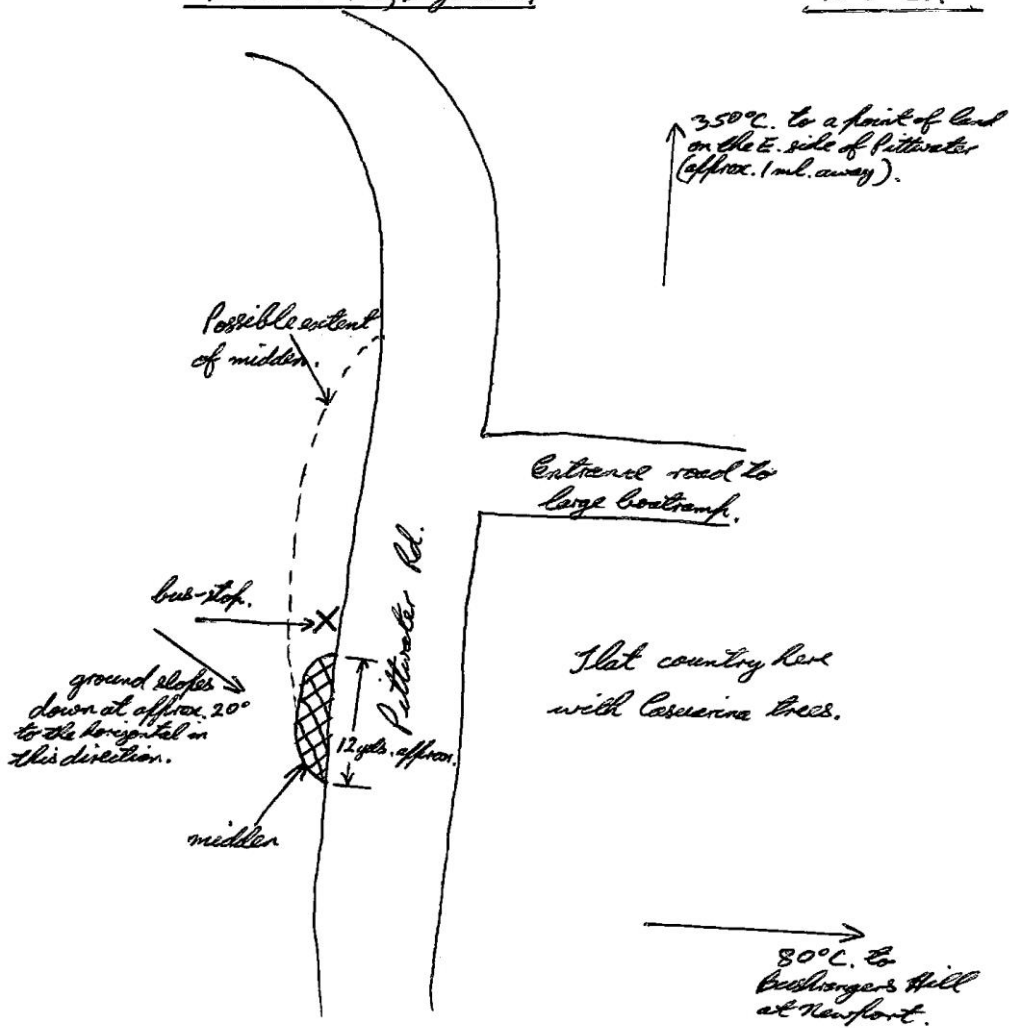 350°C. to a point of land
on the E. side of Pittwater
(approx. 1 ml. away).
Possible extent
of midden.
Entrance road to
large boatramp.
Pittwater Rd.
bus-stop.
ground slopes
down at approx. 20°
to the horizontal in
this direction.
12 yds. approx.
Flat country here
with Casuarina trees.
midden
80°C. to
Bushrangers Hill
at Newport.